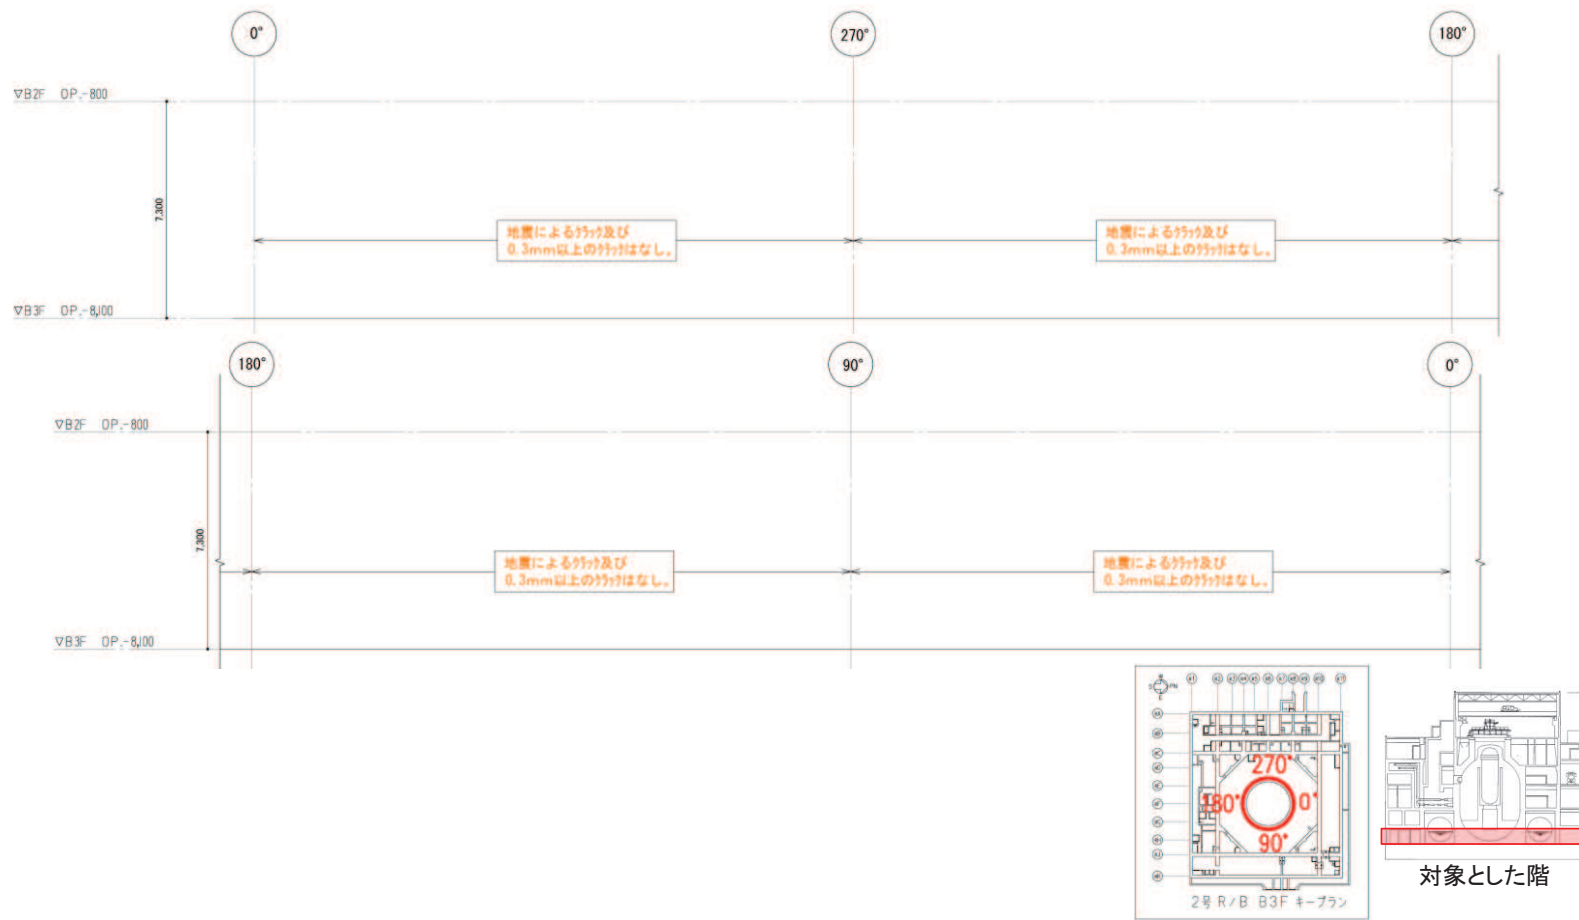 0° 270° 180°
▽B2F OP.-800
7,300
地震によるｸﾗｯｸ及び
0.3mm以上のｸﾗｯｸはなし。
地震によるｸﾗｯｸ及び
0.3mm以上のｸﾗｯｸはなし。
▽B3F OP.-8,100
180° 90° 0°
▽B2F OP.-800
7,300
地震によるｸﾗｯｸ及び
0.3mm以上のｸﾗｯｸはなし。
地震によるｸﾗｯｸ及び
0.3mm以上のｸﾗｯｸはなし。
▽B3F OP.-8,100
270°
180° 0°
90°
2号 R/B B3F キープラン
対象とした階